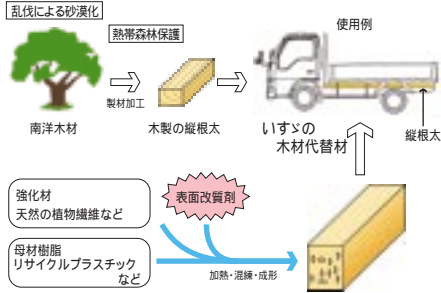 乱伐による砂漠化
熱帯森林保護
使用例
製材加工
南洋木材
木製の縦根太
いすゞの
木材代替材
縦根太
強化材
天然の植物繊維など
表面改質剤
母材樹脂
リサイクルプラスチック
など
加熱・混練・成形